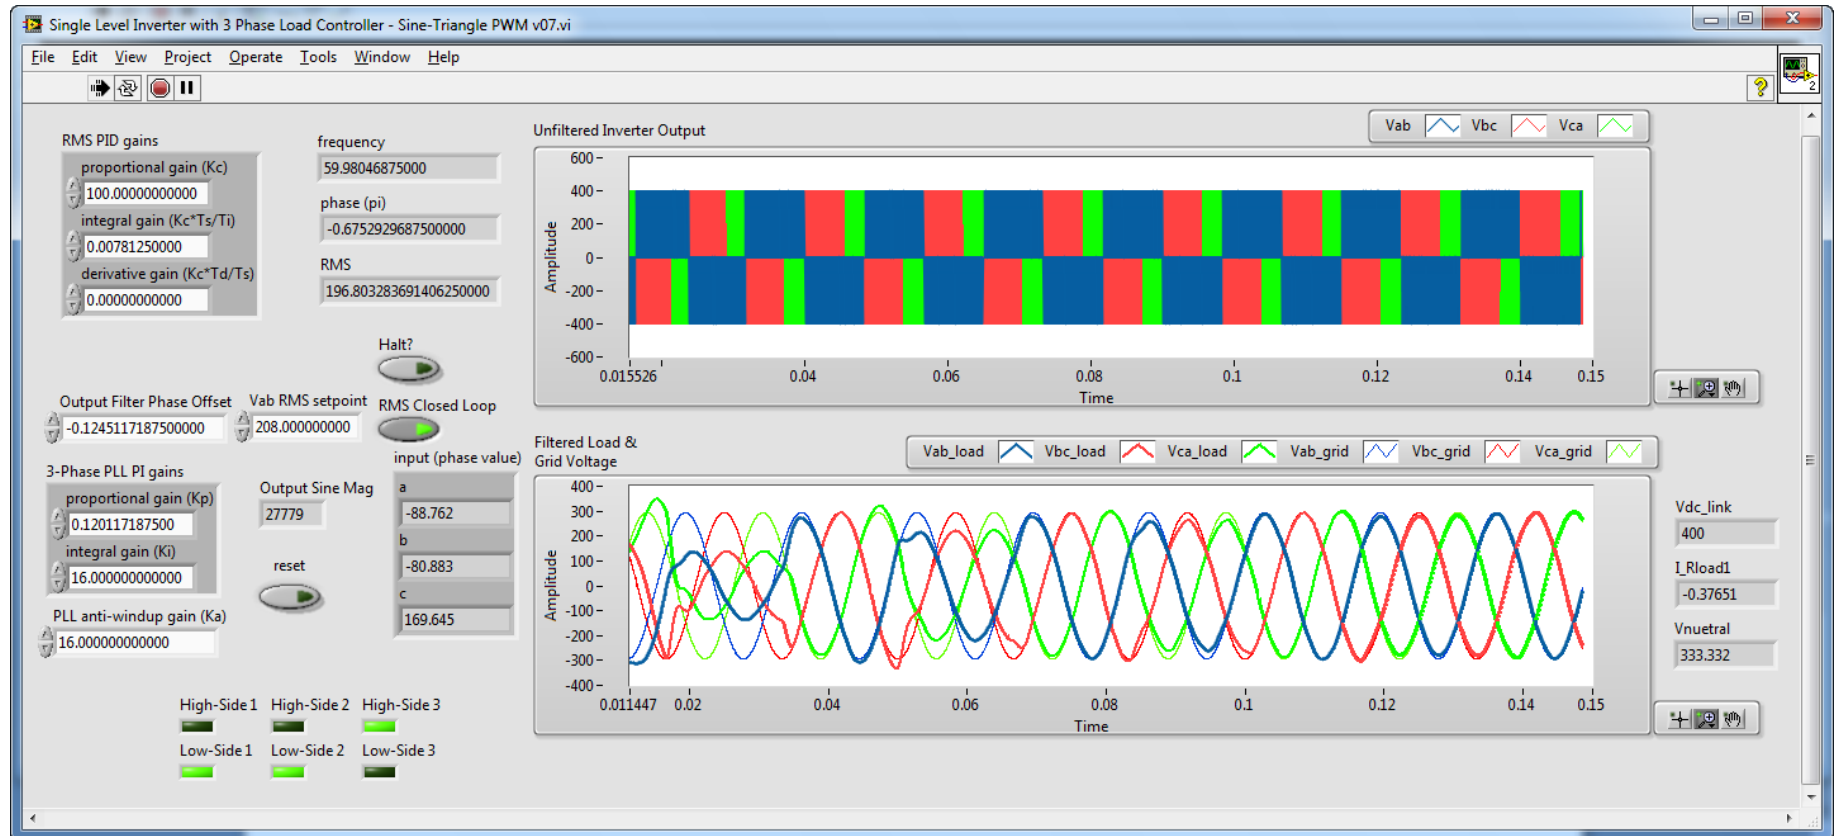 Single Level Inverter with 3 Phase Load Controller - Sine-Triangle PWM v07.vi
File Edit View Project Operate Tools Window Help
2
RMS PID gains
proportional gain (Kc)
100.00000000000
integral gain (Kc*Ts/Ti)
0.00781250000
derivative gain (Kc*Td/Ts)
0.00000000000
frequency
59.98046875000
phase (pi)
-0.6752929687500000
RMS
196.803283691406250000
Halt?
Output Filter Phase Offset
-0.1245117187500000
Vab RMS setpoint
208.000000000
RMS Closed Loop
3-Phase PLL PI gains
proportional gain (Kp)
0.120117187500
integral gain (Ki)
16.000000000000
PLL anti-windup gain (Ka)
16.000000000000
Output Sine Mag
27779
reset
input (phase value)
a
-88.762
b
-80.883
c
169.645
High-Side 1 High-Side 2 High-Side 3
Low-Side 1 Low-Side 2 Low-Side 3
Unfiltered Inverter Output
Vab Vbc Vca
Amplitude
600
400
200
0
-200
-400
-600
0.015526 0.04 0.06 0.08 0.1 0.12 0.14 0.15
Time
Filtered Load &
Grid Voltage
Vab_load Vbc_load Vca_load Vab_grid Vbc_grid Vca_grid
Amplitude
400
300
200
100
0
-100
-200
-300
-400
0.011447 0.02 0.04 0.06 0.08 0.1 0.12 0.14 0.15
Time
Vdc_link
400
I_Rload1
-0.37651
Vnuetral
333.332